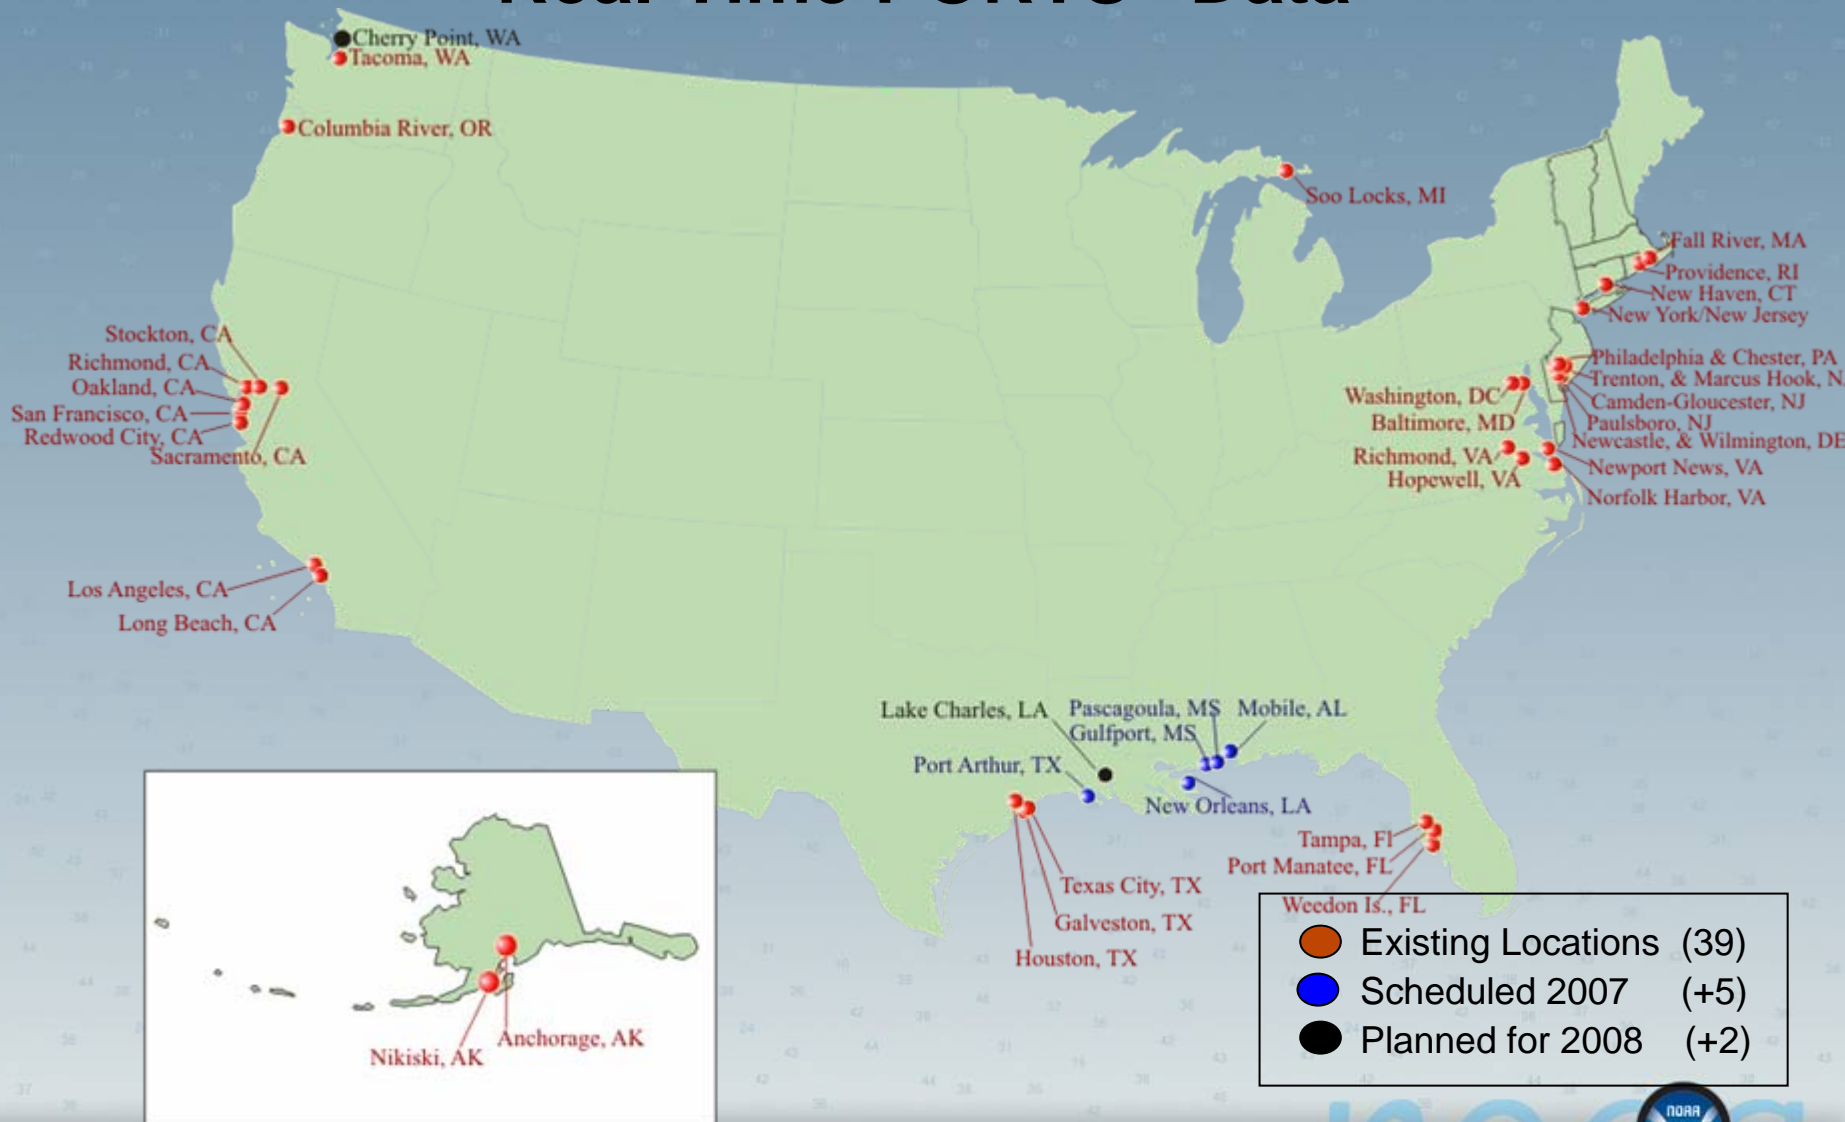 Real-Time PORTS® Data
Cherry Point, WA
Tacoma, WA
Columbia River, OR
Soo Locks, MI
Fall River, MA
Providence, RI
New Haven, CT
New York/New Jersey
Stockton, CA
Richmond, CA
Oakland, CA
San Francisco, CA
Redwood City, CA
Sacramento, CA
Philadelphia & Chester, PA
Trenton, & Marcus Hook, N
Camden-Gloucester, NJ
Paulsboro, NJ
Newcastle, & Wilmington, DE
Washington, DC
Baltimore, MD
Richmond, VA
Hopewell, VA
Newport News, VA
Norfolk Harbor, VA
Los Angeles, CA
Long Beach, CA
Lake Charles, LA
Pascagoula, MS
Mobile, AL
Gulfport, MS
Port Arthur, TX
New Orleans, LA
Tampa, Fl
Port Manatee, FL
Weedon Is., FL
Texas City, TX
Galveston, TX
Houston, TX
Anchorage, AK
Nikiski, AK
Existing Locations (39)
Scheduled 2007 (+5)
Planned for 2008 (+2)
NOAA